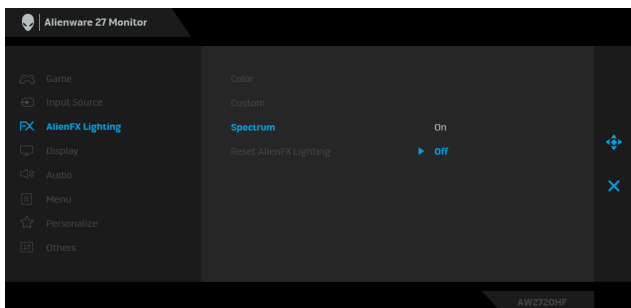 Alienware 27 Monitor
Game
Color
Input Source
Custom
FX AlienFX Lighting
Spectrum
On
Display
Reset AlienFX Lighting
Off
Audio
Menu
Personalize
Others
AW2720HF